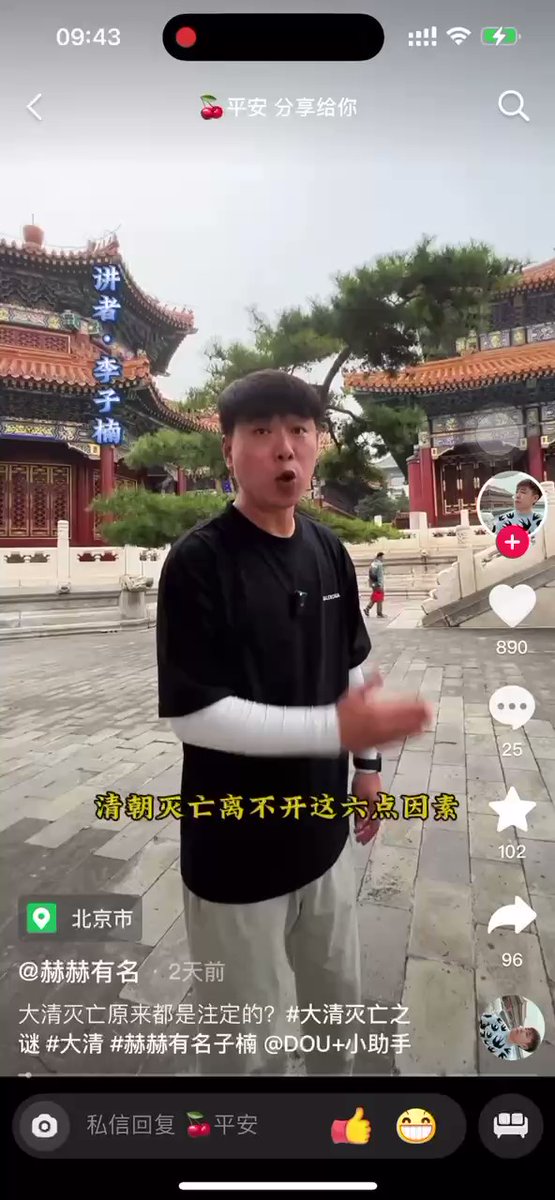 09:43
🍒平安 分享给你
讲者·李子楠
890
25
清朝灭亡离不开这六点因素
102
北京市
96
@赫赫有名 · 2天前
大清灭亡原来都是注定的？#大清灭亡之
谜 #大清 #赫赫有名子楠 @DOU+小助手
私信回复 🍒平安